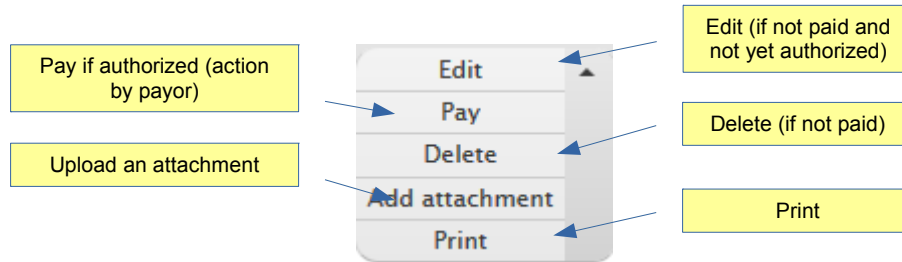 Edit (if not paid and
not yet authorized)
Pay if authorized (action
by payor)
Edit
Pay
Delete
Add attachment
Print
Delete (if not paid)
Upload an attachment
Print